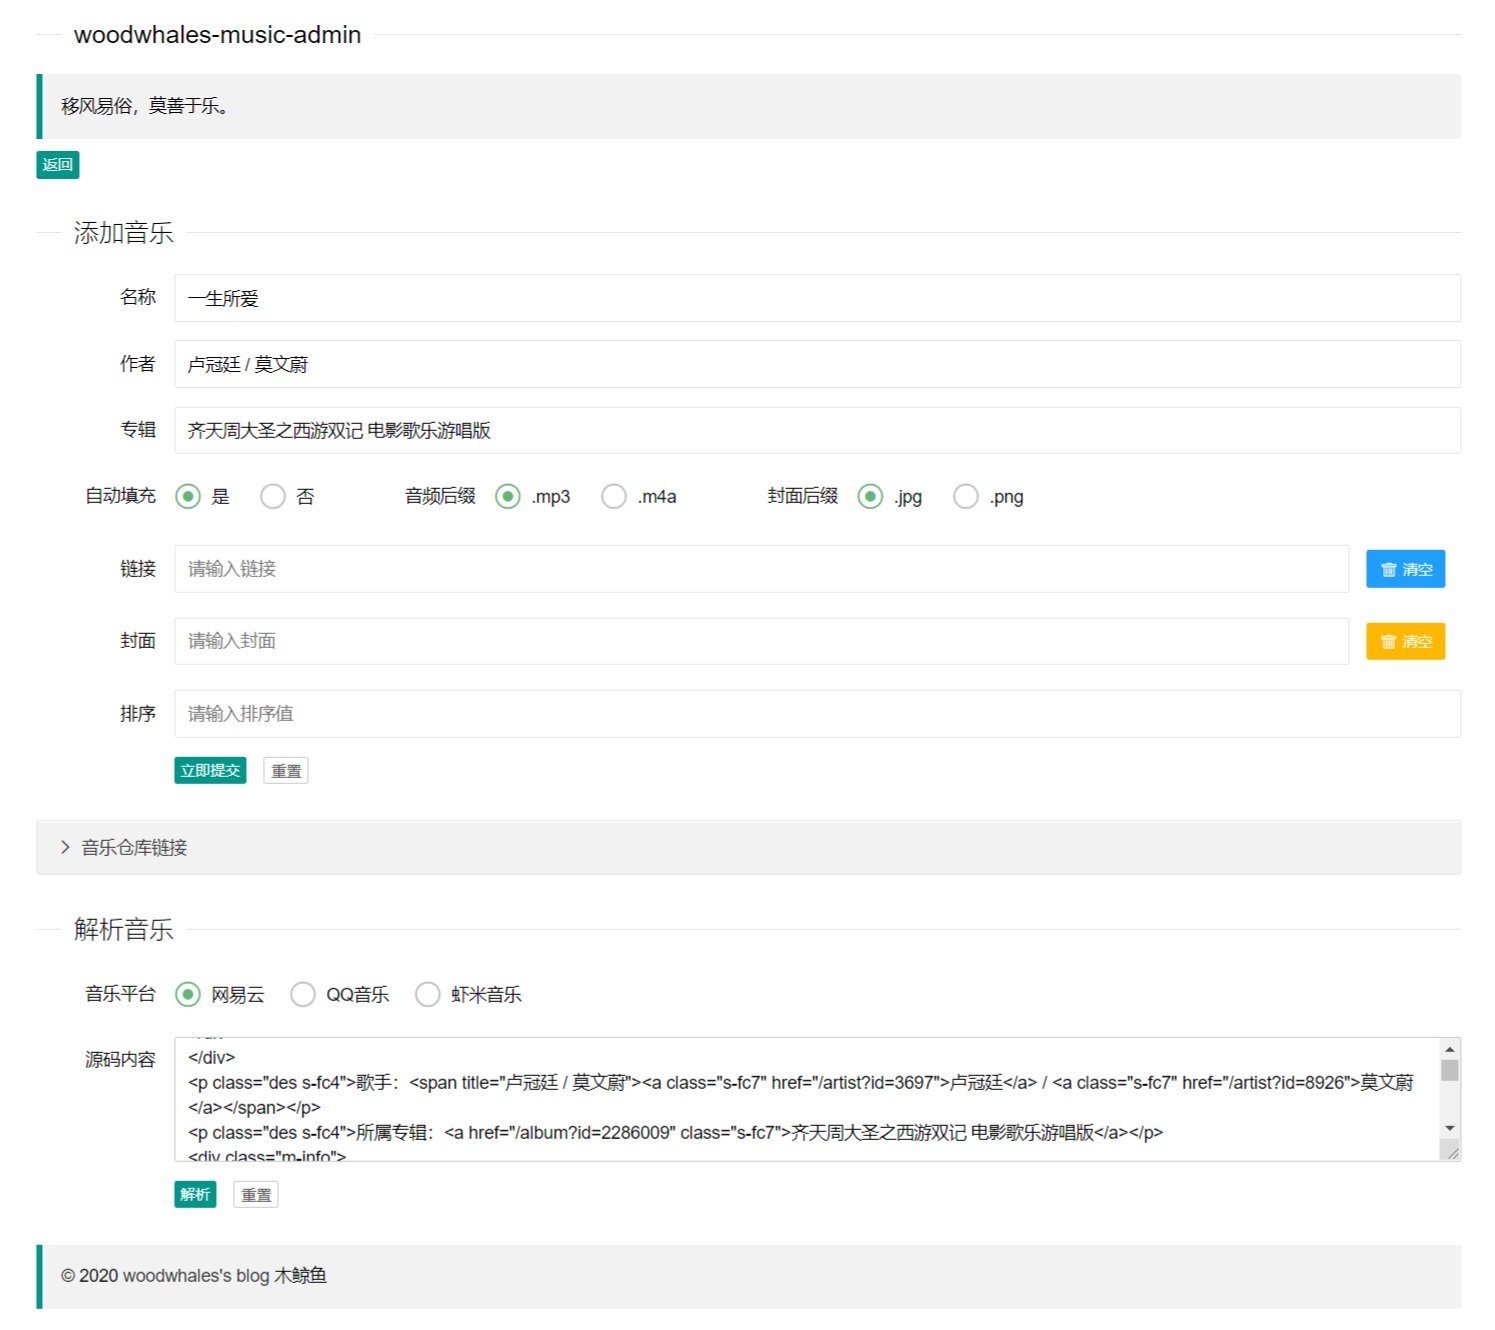 woodwhales-music-admin
移风易俗，莫善于乐。
返回
添加音乐
名称 一生所爱
作者 卢冠廷 / 莫文蔚
专辑 齐天周大圣之西游双记 电影歌乐游唱版
自动填充 是 否 音频后缀 .mp3 .m4a 封面后缀 .jpg .png
链接 请输入链接 清空
封面 请输入封面 清空
排序 请输入排序值
立即提交 重置
音乐仓库链接
解析音乐
音乐平台 网易云 QQ音乐 虾米音乐
源码内容
</div>
<p class="des s-fc4">歌手：<span title="卢冠廷 / 莫文蔚"><a class="s-fc7" href="/artist?id=3697">卢冠廷</a> / <a class="s-fc7" href="/artist?id=8926">莫文蔚
</a></span></p>
<p class="des s-fc4">所属专辑：<a href="/album?id=2286009" class="s-fc7">齐天周大圣之西游双记 电影歌乐游唱版</a></p>
<div class="m-info">
解析 重置
© 2020 woodwhales's blog 木鲸鱼